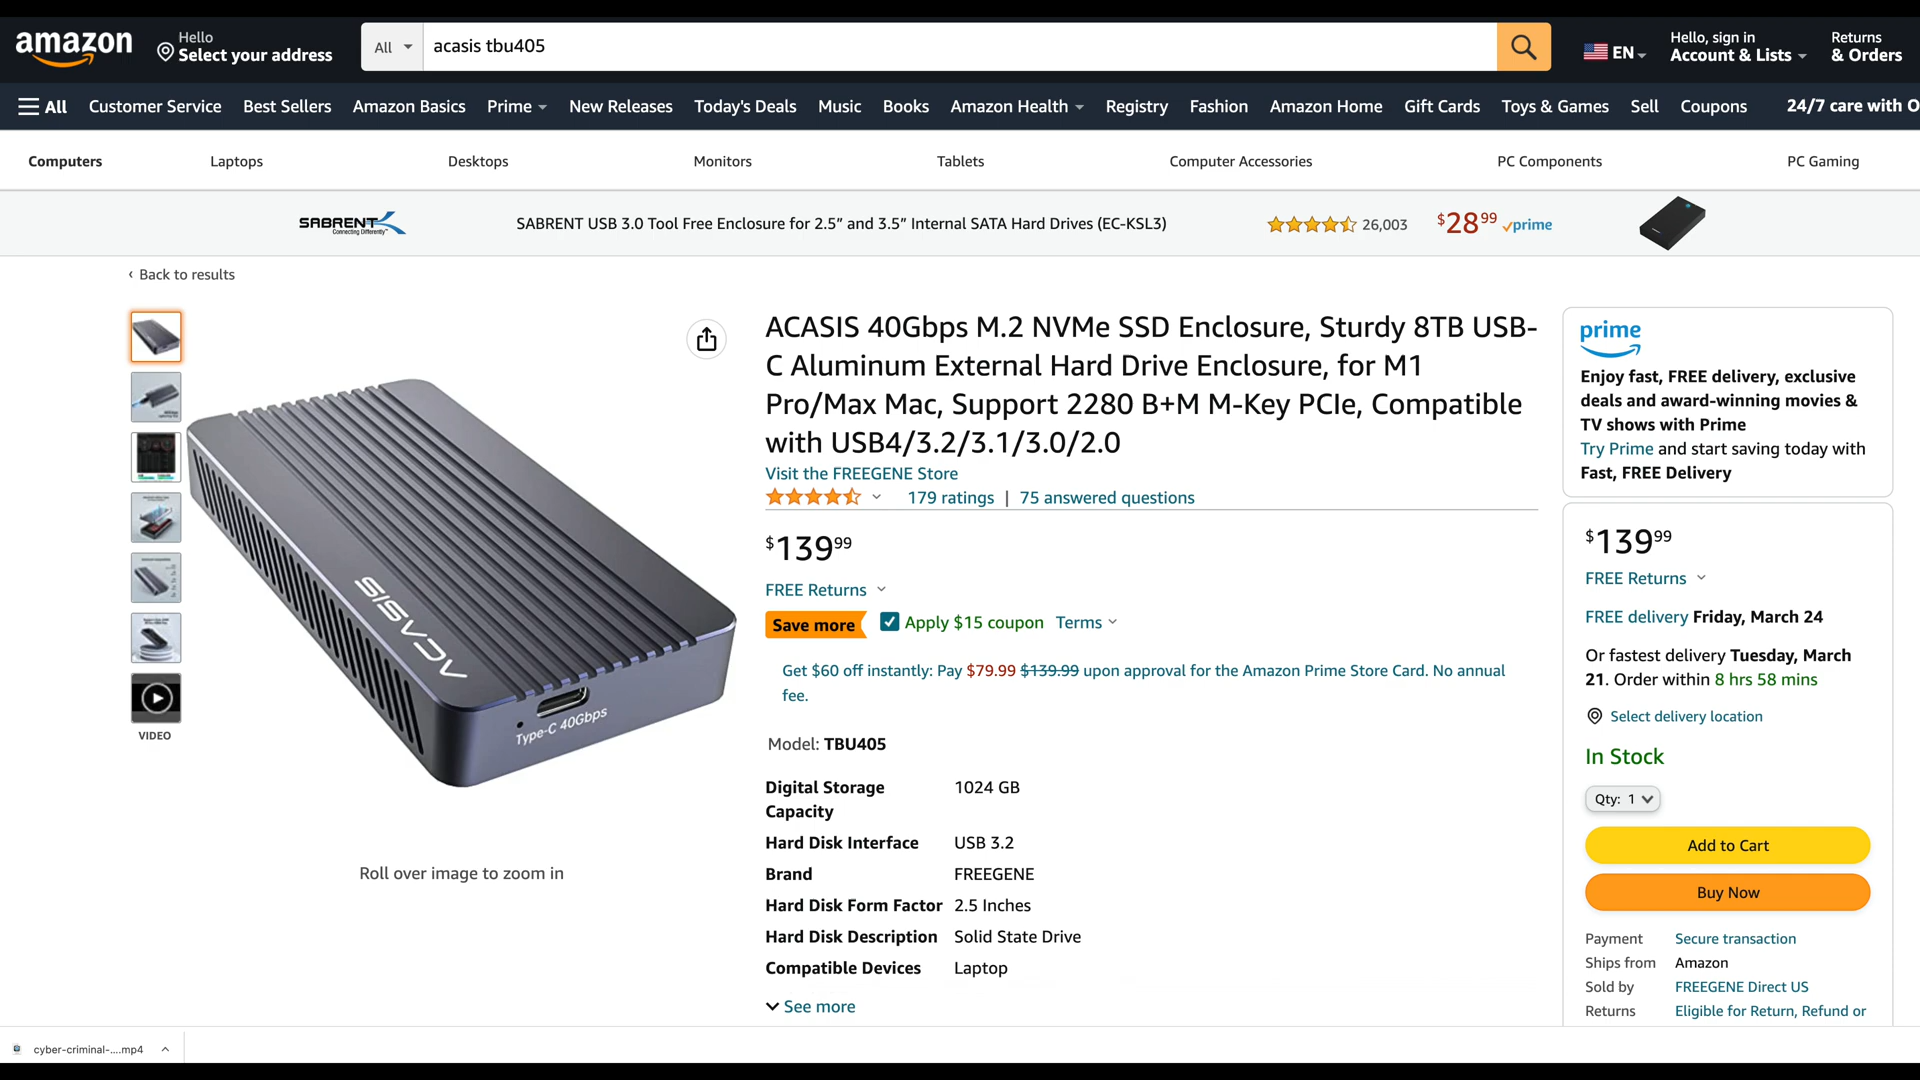 amazon
Hello
Select your address
All
acasis tbu405
EN
Hello, sign in
Account & Lists
Returns
& Orders
All
Customer Service
Best Sellers
Amazon Basics
Prime
New Releases
Today's Deals
Music
Books
Amazon Health
Registry
Fashion
Amazon Home
Gift Cards
Toys & Games
Sell
Coupons
24/7 care with O
Computers
Laptops
Desktops
Monitors
Tablets
Computer Accessories
PC Components
PC Gaming
SABRENT
Connecting Differently™
SABRENT USB 3.0 Tool Free Enclosure for 2.5” and 3.5” Internal SATA Hard Drives (EC-KSL3)
26,003
$28 99
prime
‹ Back to results
ACASIS
Type-C 40Gbps
VIDEO
Roll over image to zoom in
ACASIS 40Gbps M.2 NVMe SSD Enclosure, Sturdy 8TB USB-
C Aluminum External Hard Drive Enclosure, for M1
Pro/Max Mac, Support 2280 B+M M-Key PCIe, Compatible
with USB4/3.2/3.1/3.0/2.0
Visit the FREEGENE Store
179 ratings | 75 answered questions
$139 99
FREE Returns
Save more Apply $15 coupon Terms
Get $60 off instantly: Pay $79.99 $139.99 upon approval for the Amazon Prime Store Card. No annual
fee.
Model: TBU405
Digital Storage
Capacity
1024 GB
Hard Disk Interface USB 3.2
Brand FREEGENE
Hard Disk Form Factor 2.5 Inches
Hard Disk Description Solid State Drive
Compatible Devices Laptop
See more
prime
Enjoy fast, FREE delivery, exclusive
deals and award-winning movies &
TV shows with Prime
Try Prime and start saving today with
Fast, FREE Delivery
$139 99
FREE Returns
FREE delivery Friday, March 24
Or fastest delivery Tuesday, March
21. Order within 8 hrs 58 mins
Select delivery location
In Stock
Qty: 1
Add to Cart
Buy Now
Payment Secure transaction
Ships from Amazon
Sold by FREEGENE Direct US
Returns Eligible for Return, Refund or
cyber-criminal-....mp4